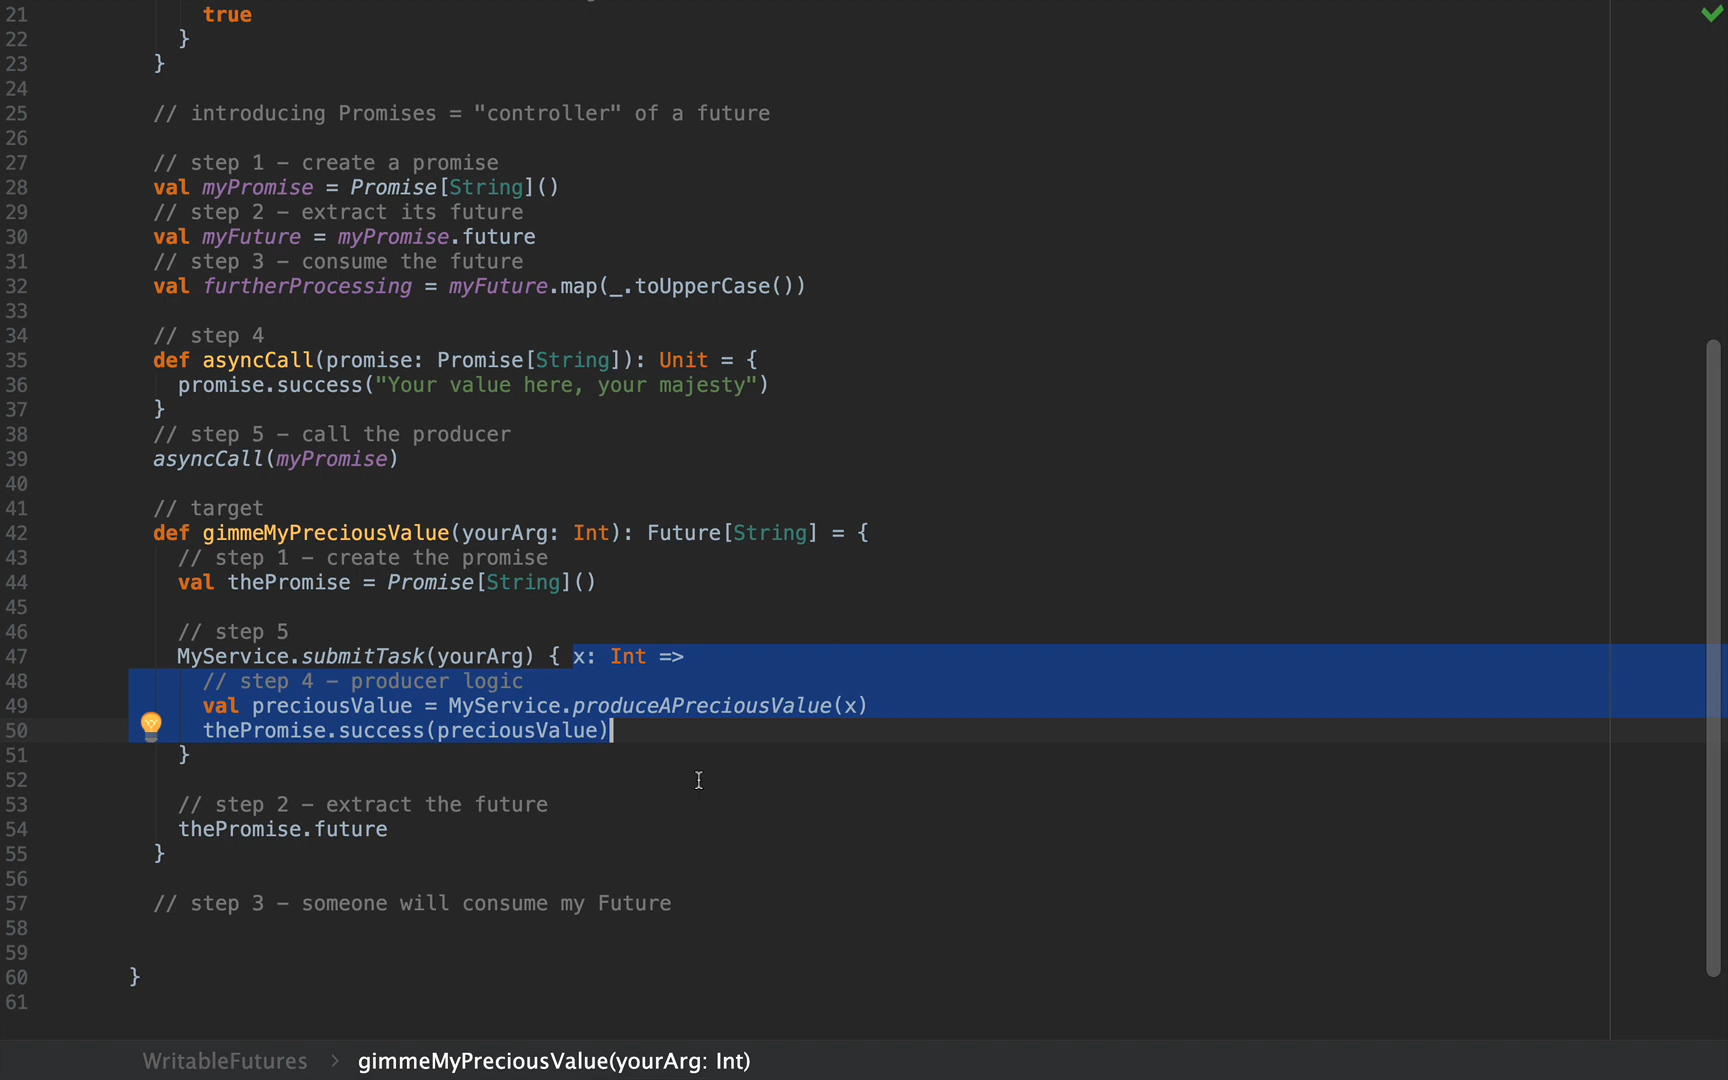 21 true
22 }
23 }
24
25 // introducing Promises = "controller" of a future
26
27 // step 1 – create a promise
28 val myPromise = Promise[String]()
29 // step 2 – extract its future
30 val myFuture = myPromise.future
31 // step 3 – consume the future
32 val furtherProcessing = myFuture.map(_.toUpperCase())
33
34 // step 4
35 def asyncCall(promise: Promise[String]): Unit = {
36 promise.success("Your value here, your majesty")
37 }
38 // step 5 – call the producer
39 asyncCall(myPromise)
40
41 // target
42 def gimmeMyPreciousValue(yourArg: Int): Future[String] = {
43 // step 1 – create the promise
44 val thePromise = Promise[String]()
45
46 // step 5
47 MyService.submitTask(yourArg) { x: Int =>
48 // step 4 – producer logic
49 val preciousValue = MyService.produceAPreciousValue(x)
50 thePromise.success(preciousValue)
51 }
52
53 // step 2 – extract the future
54 thePromise.future
55 }
56
57 // step 3 – someone will consume my Future
58
59
60 }
61
WritableFutures > gimmeMyPreciousValue(yourArg: Int)